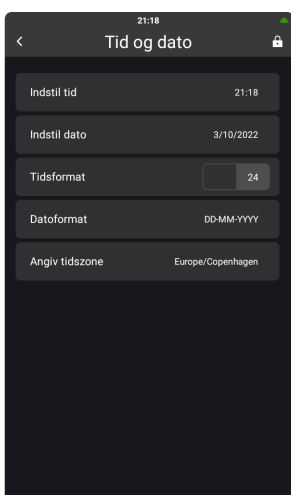 21:18
Tid og dato
Indstil tid 21:18
Indstil dato 3/10/2022
Tidsformat 24
Datoformat DD-MM-YYYY
Angiv tidszone Europe/Copenhagen